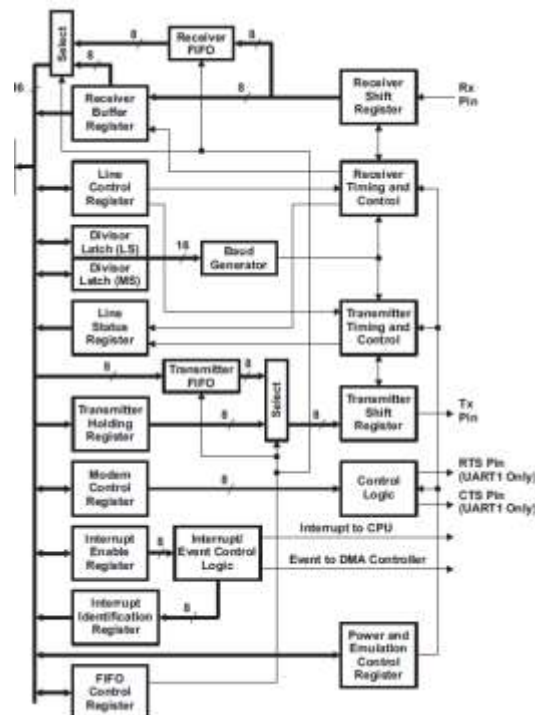 Select
8
Receiver
FIFO
8
8
16
Receiver
Buffer
Register
8
Receiver
Shift
Register
Rx
Pin
Line
Control
Register
Receiver
Timing and
Control
Divisor
Latch (LS)
Divisor
Latch (MS)
16
Baud
Generator
Line
Status
Register
Transmitter
Timing and
Control
8
Transmitter
FIFO
8
Select
Transmitter
Holding
Register
8
8
Transmitter
Shift
Register
Tx
Pin
Modem
Control
Register
8
Control
Logic
RTS Pin
(UART1 Only)
CTS Pin
(UART1 Only)
Interrupt
Enable
Register
8
Interrupt/
Event Control
Logic
Interrupt to CPU
Event to DMA Controller
Interrupt
Identification
Register
8
Power and
Emulation
Control
Register
FIFO
Control
Register